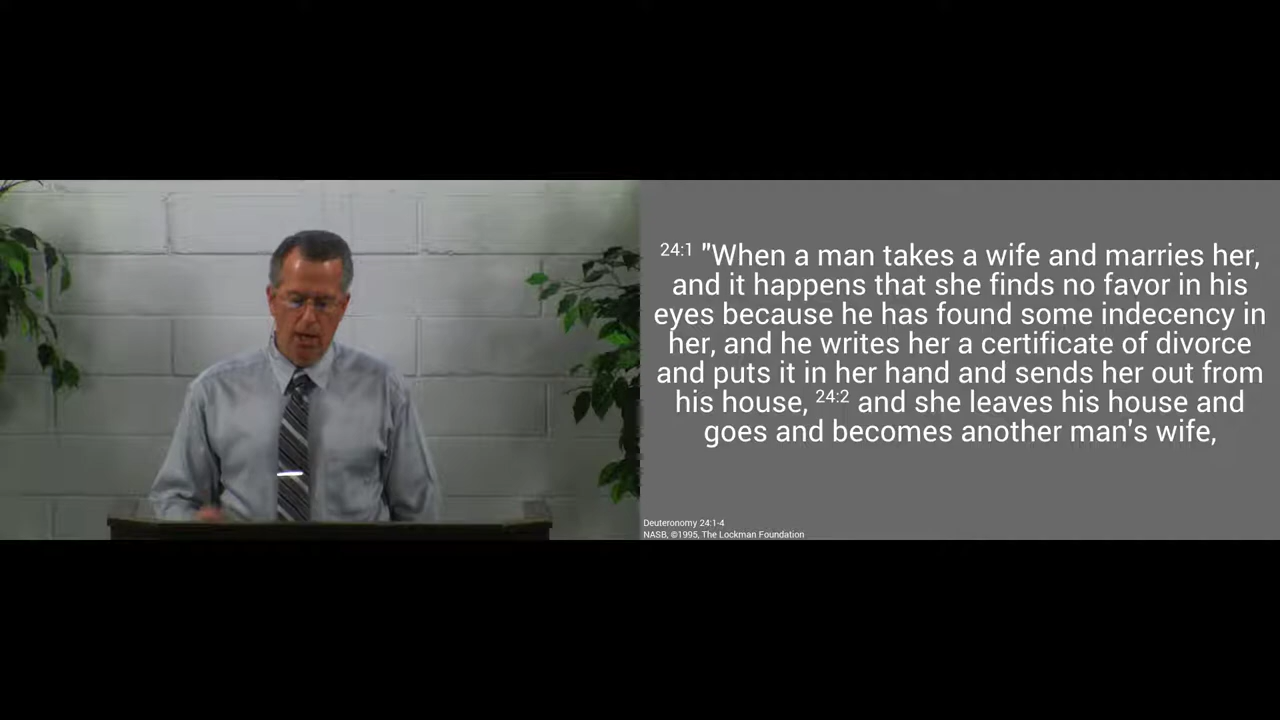 24:1 "When a man takes a wife and marries her,
and it happens that she finds no favor in his
eyes because he has found some indecency in
her, and he writes her a certificate of divorce
and puts it in her hand and sends her out from
his house, 24:2 and she leaves his house and
goes and becomes another man's wife,
Deuteronomy 24:1-4
NASB, ©1995, The Lockman Foundation